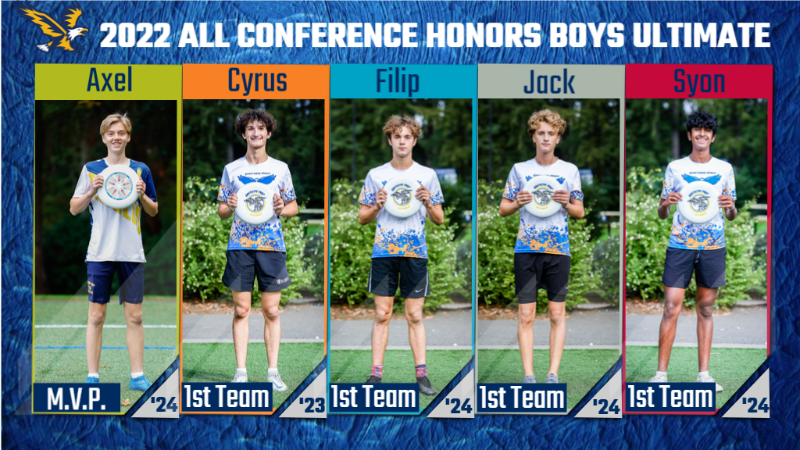 2022 ALL CONFERENCE HONORS BOYS ULTIMATE
Axel
Cyrus
Filip
Jack
Syon
M.V.P.
'24
1st Team
'23
1st Team
'24
1st Team
'24
1st Team
'24